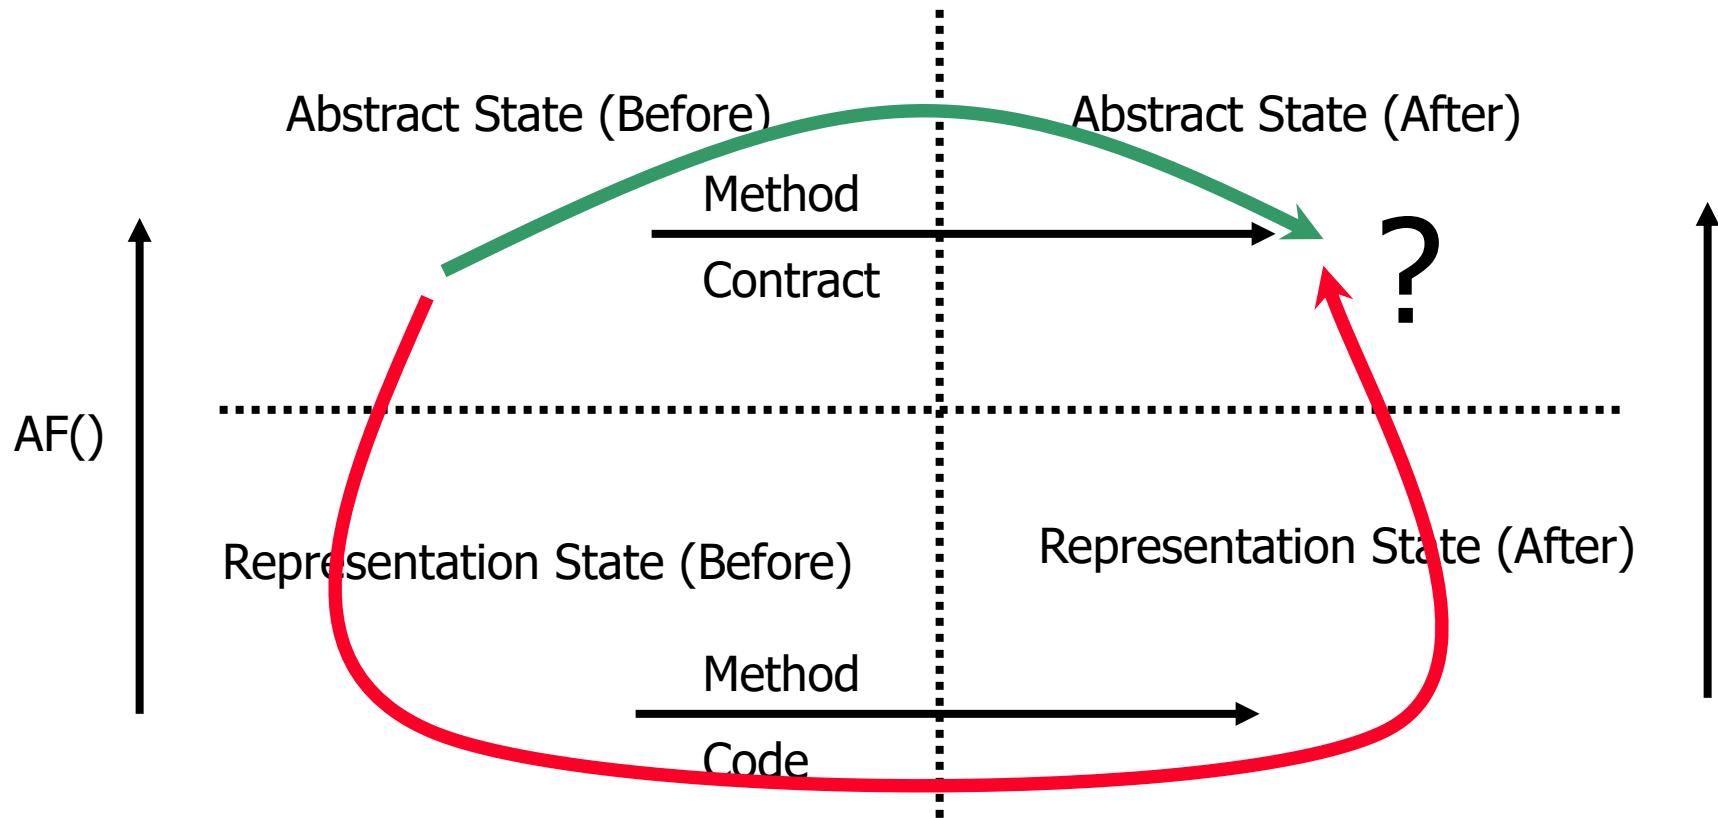 Abstract State (Before)
Abstract State (After)
Method
Contract
?
AF()
Representation State (Before)
Representation State (After)
Method
Code